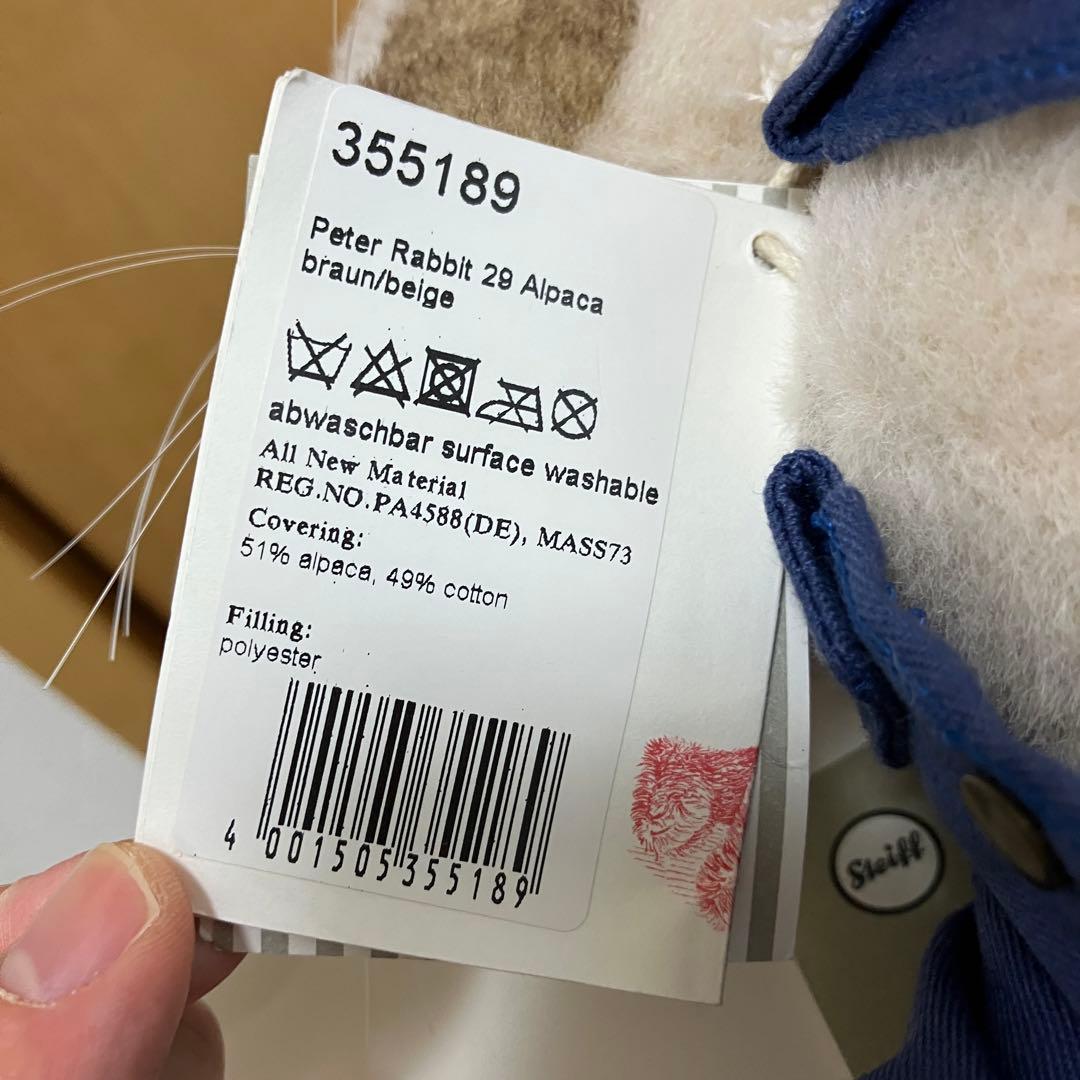 355189
Peter Rabbit 29 Alpaca
braun/beige
abwaschbar surface washable
All New Material
REG.NO.PA4588(DE), MASS73
Covering:
51% alpaca, 49% cotton
Filling:
polyester
4 001505 355189
Steiff